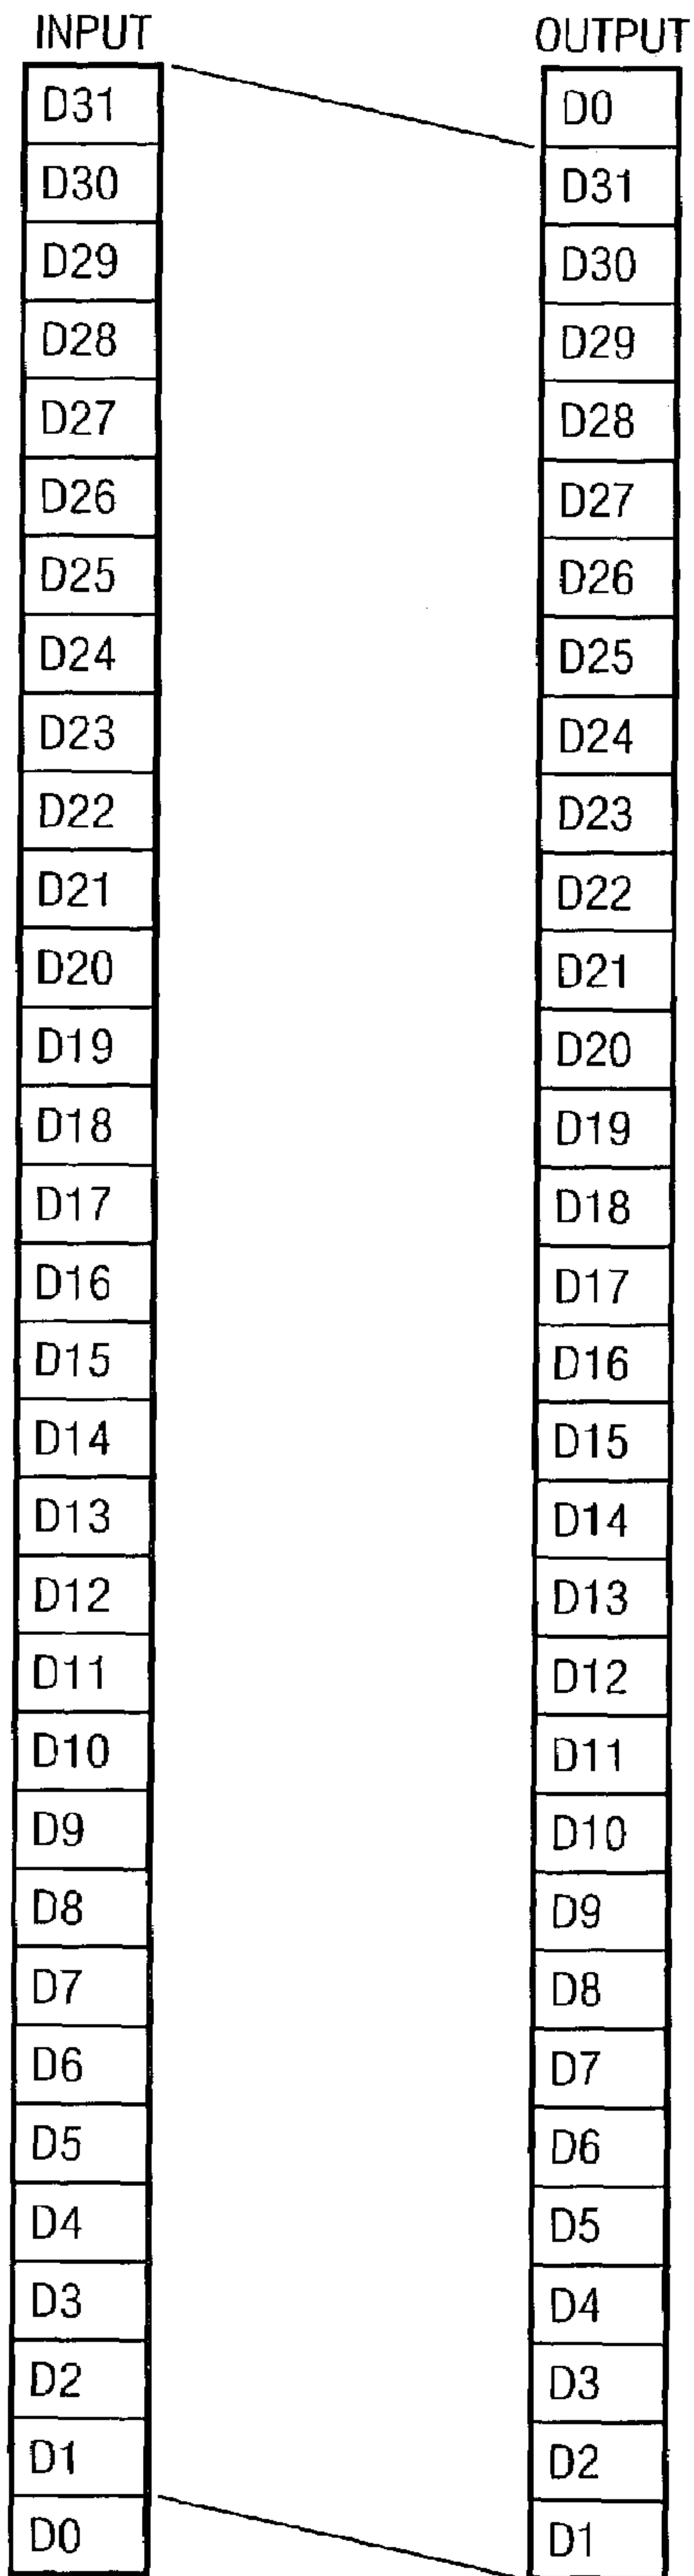 INPUT OUTPUT
D31 D0
D30 D31
D29 D30
D28 D29
D27 D28
D26 D27
D25 D26
D24 D25
D23 D24
D22 D23
D21 D22
D20 D21
D19 D20
D18 D19
D17 D18
D16 D17
D15 D16
D14 D15
D13 D14
D12 D13
D11 D12
D10 D11
D9 D10
D8 D9
D7 D8
D6 D7
D5 D6
D4 D5
D3 D4
D2 D3
D1 D2
D0 D1